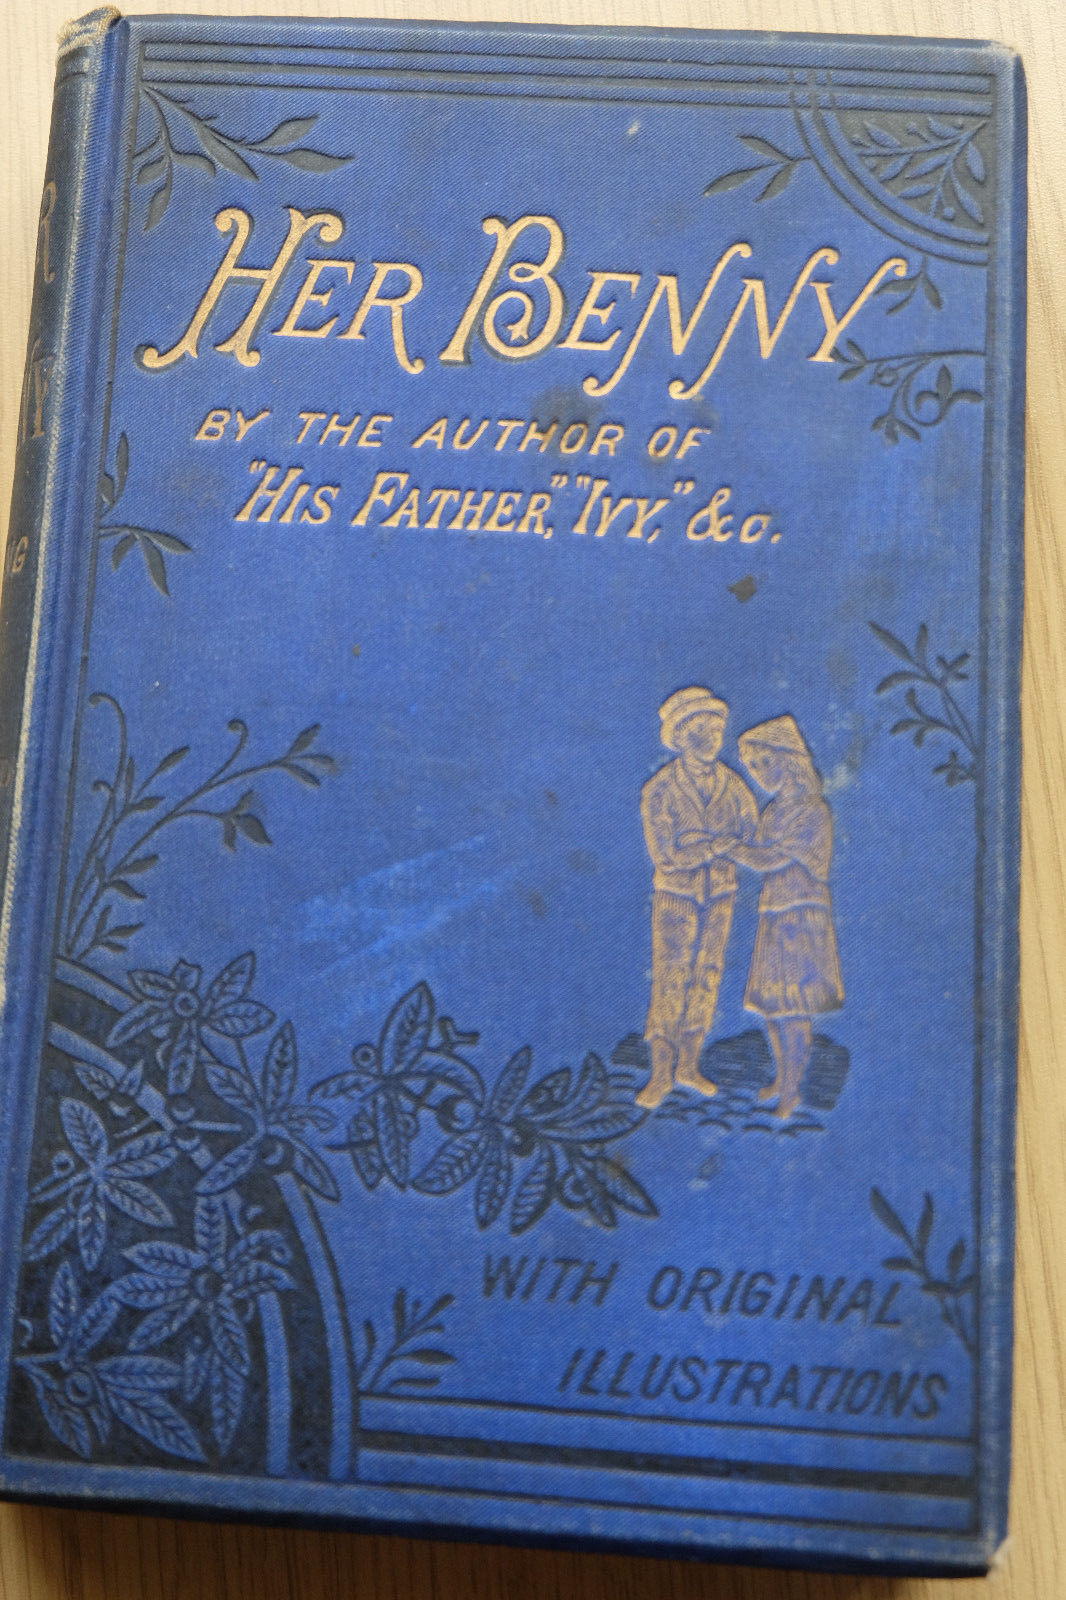 HER BENNY
BY THE AUTHOR OF
"HIS FATHER," "IVY," &c.
WITH ORIGINAL
ILLUSTRATIONS